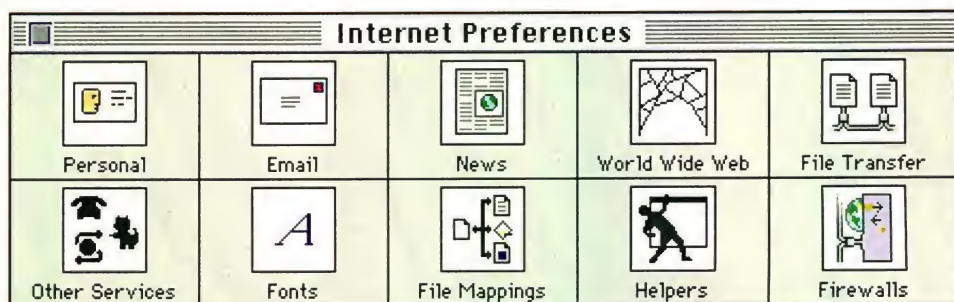 Internet Preferences
Personal Email News World Wide Web File Transfer
Other Services Fonts File Mappings Helpers Firewalls